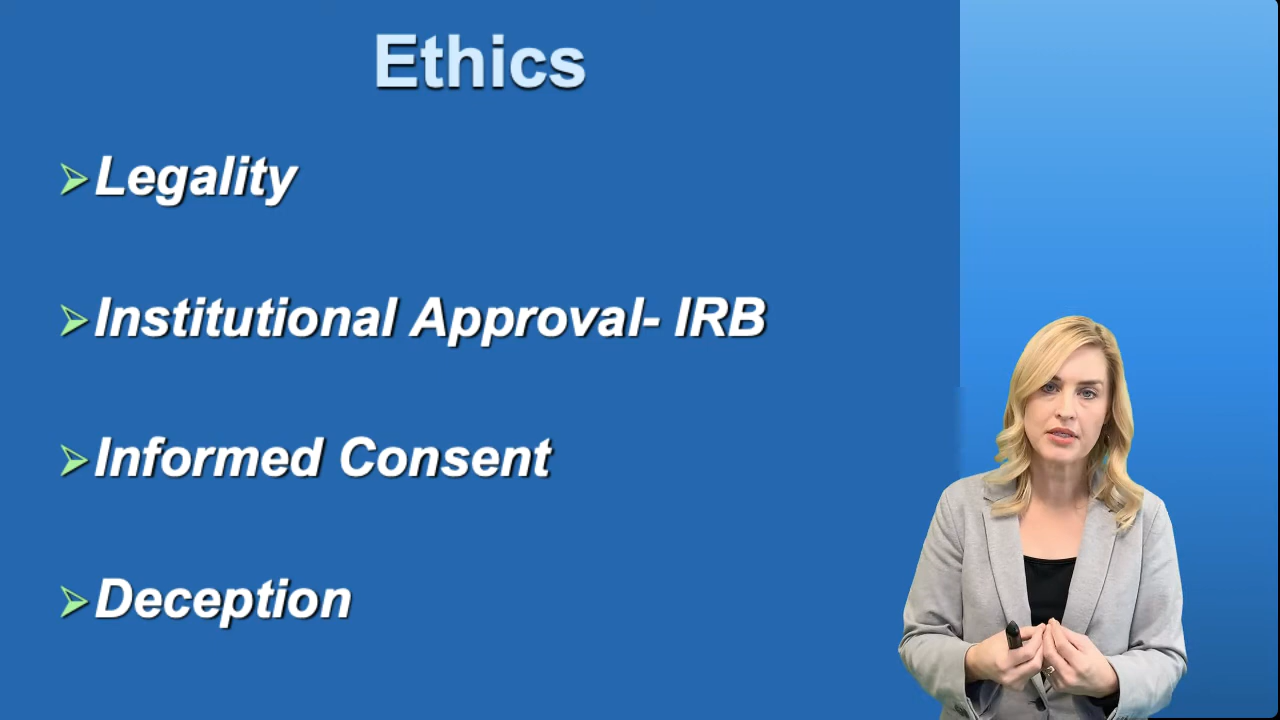 Ethics
Legality
Institutional Approval- IRB
Informed Consent
Deception